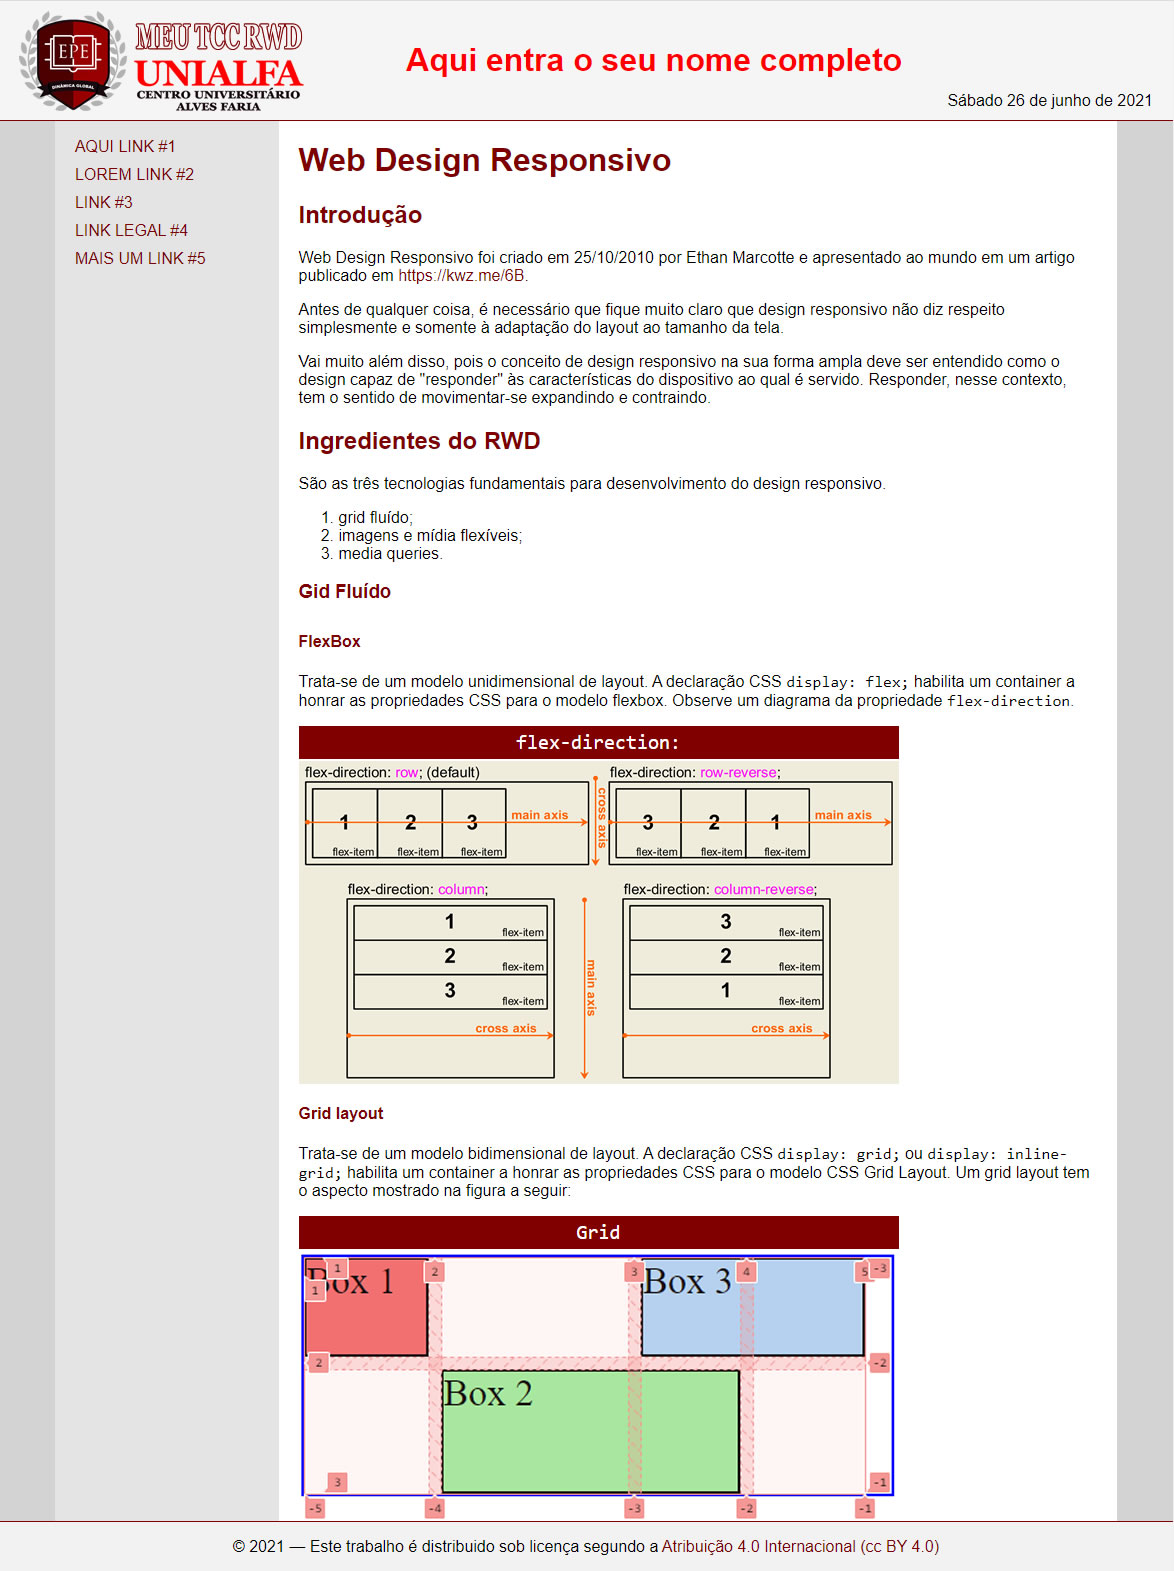 EPE
DINÂMICA GLOBAL
MEU TCC RWD
UNIALFA
CENTRO UNIVERSITÁRIO
ALVES FARIA
Aqui entra o seu nome completo
Sábado 26 de junho de 2021
AQUI LINK #1
LOREM LINK #2
LINK #3
LINK LEGAL #4
MAIS UM LINK #5
Web Design Responsivo
Introdução
Web Design Responsivo foi criado em 25/10/2010 por Ethan Marcotte e apresentado ao mundo em um artigo
publicado em https://kwz.me/6B.
Antes de qualquer coisa, é necessário que fique muito claro que design responsivo não diz respeito
simplesmente e somente à adaptação do layout ao tamanho da tela.
Vai muito além disso, pois o conceito de design responsivo na sua forma ampla deve ser entendido como o
design capaz de "responder" às características do dispositivo ao qual é servido. Responder, nesse contexto,
tem o sentido de movimentar-se expandindo e contraindo.
Ingredientes do RWD
São as três tecnologias fundamentais para desenvolvimento do design responsivo.
1. grid fluído;
2. imagens e mídia flexíveis;
3. media queries.
Gid Fluído
FlexBox
Trata-se de um modelo unidimensional de layout. A declaração CSS display: flex; habilita um container a
honrar as propriedades CSS para o modelo flexbox. Observe um diagrama da propriedade flex-direction.
flex-direction:
flex-direction: row; (default)
1 2 3 main axis
flex-item flex-item flex-item
cross axis
flex-direction: row-reverse;
3 2 1 main axis
flex-item flex-item flex-item
flex-direction: column;
1 flex-item
2 flex-item
3 flex-item
cross axis
main axis
flex-direction: column-reverse;
3 flex-item
2 flex-item
1 flex-item
cross axis
Grid layout
Trata-se de um modelo bidimensional de layout. A declaração CSS display: grid; ou display: inline-
grid; habilita um container a honrar as propriedades CSS para o modelo CSS Grid Layout. Um grid layout tem
o aspecto mostrado na figura a seguir:
Grid
1 2 3 4 5 -3
1 Box 1 Box 3
2 -2
Box 2
3 -1
-5 -4 -3 -2 -1
© 2021 — Este trabalho é distribuido sob licença segundo a Atribuição 4.0 Internacional (cc BY 4.0)